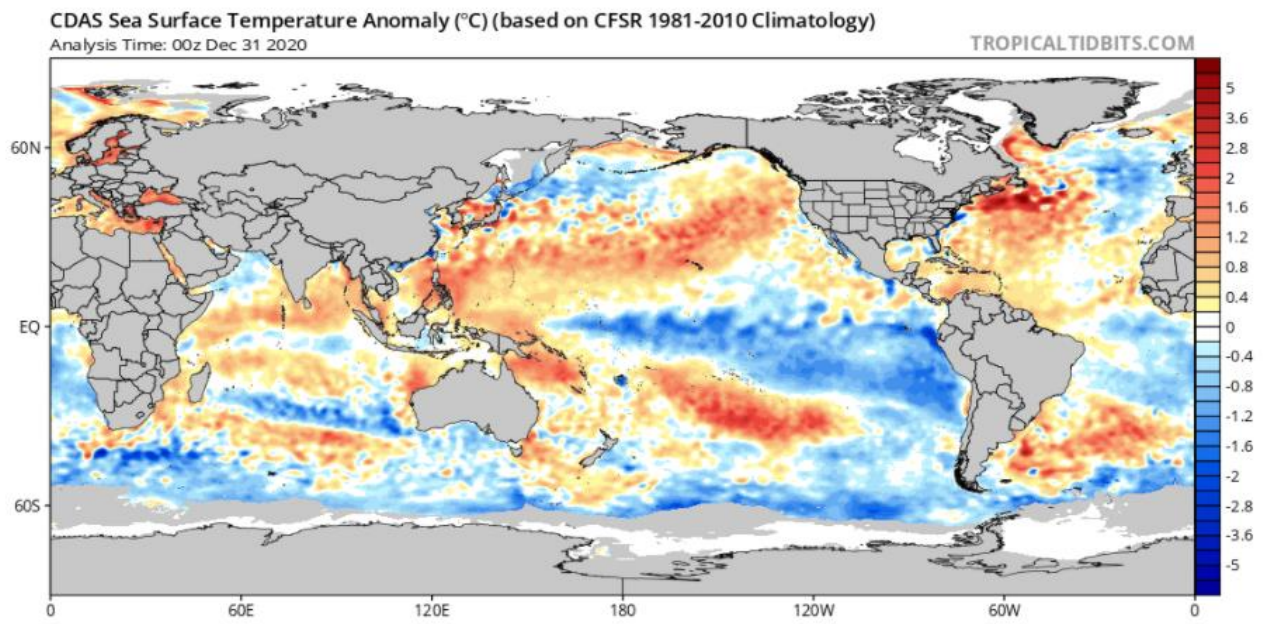 CDAS Sea Surface Temperature Anomaly (°C) (based on CFSR 1981-2010 Climatology)
Analysis Time: 00z Dec 31 2020
TROPICALTIDBITS.COM
60N
EQ
60S
0
60E
120E
180
120W
60W
0
5
3.6
2.8
2
1.6
1.2
0.8
0.4
0
-0.4
-0.8
-1.2
-1.6
-2
-2.8
-3.6
-5